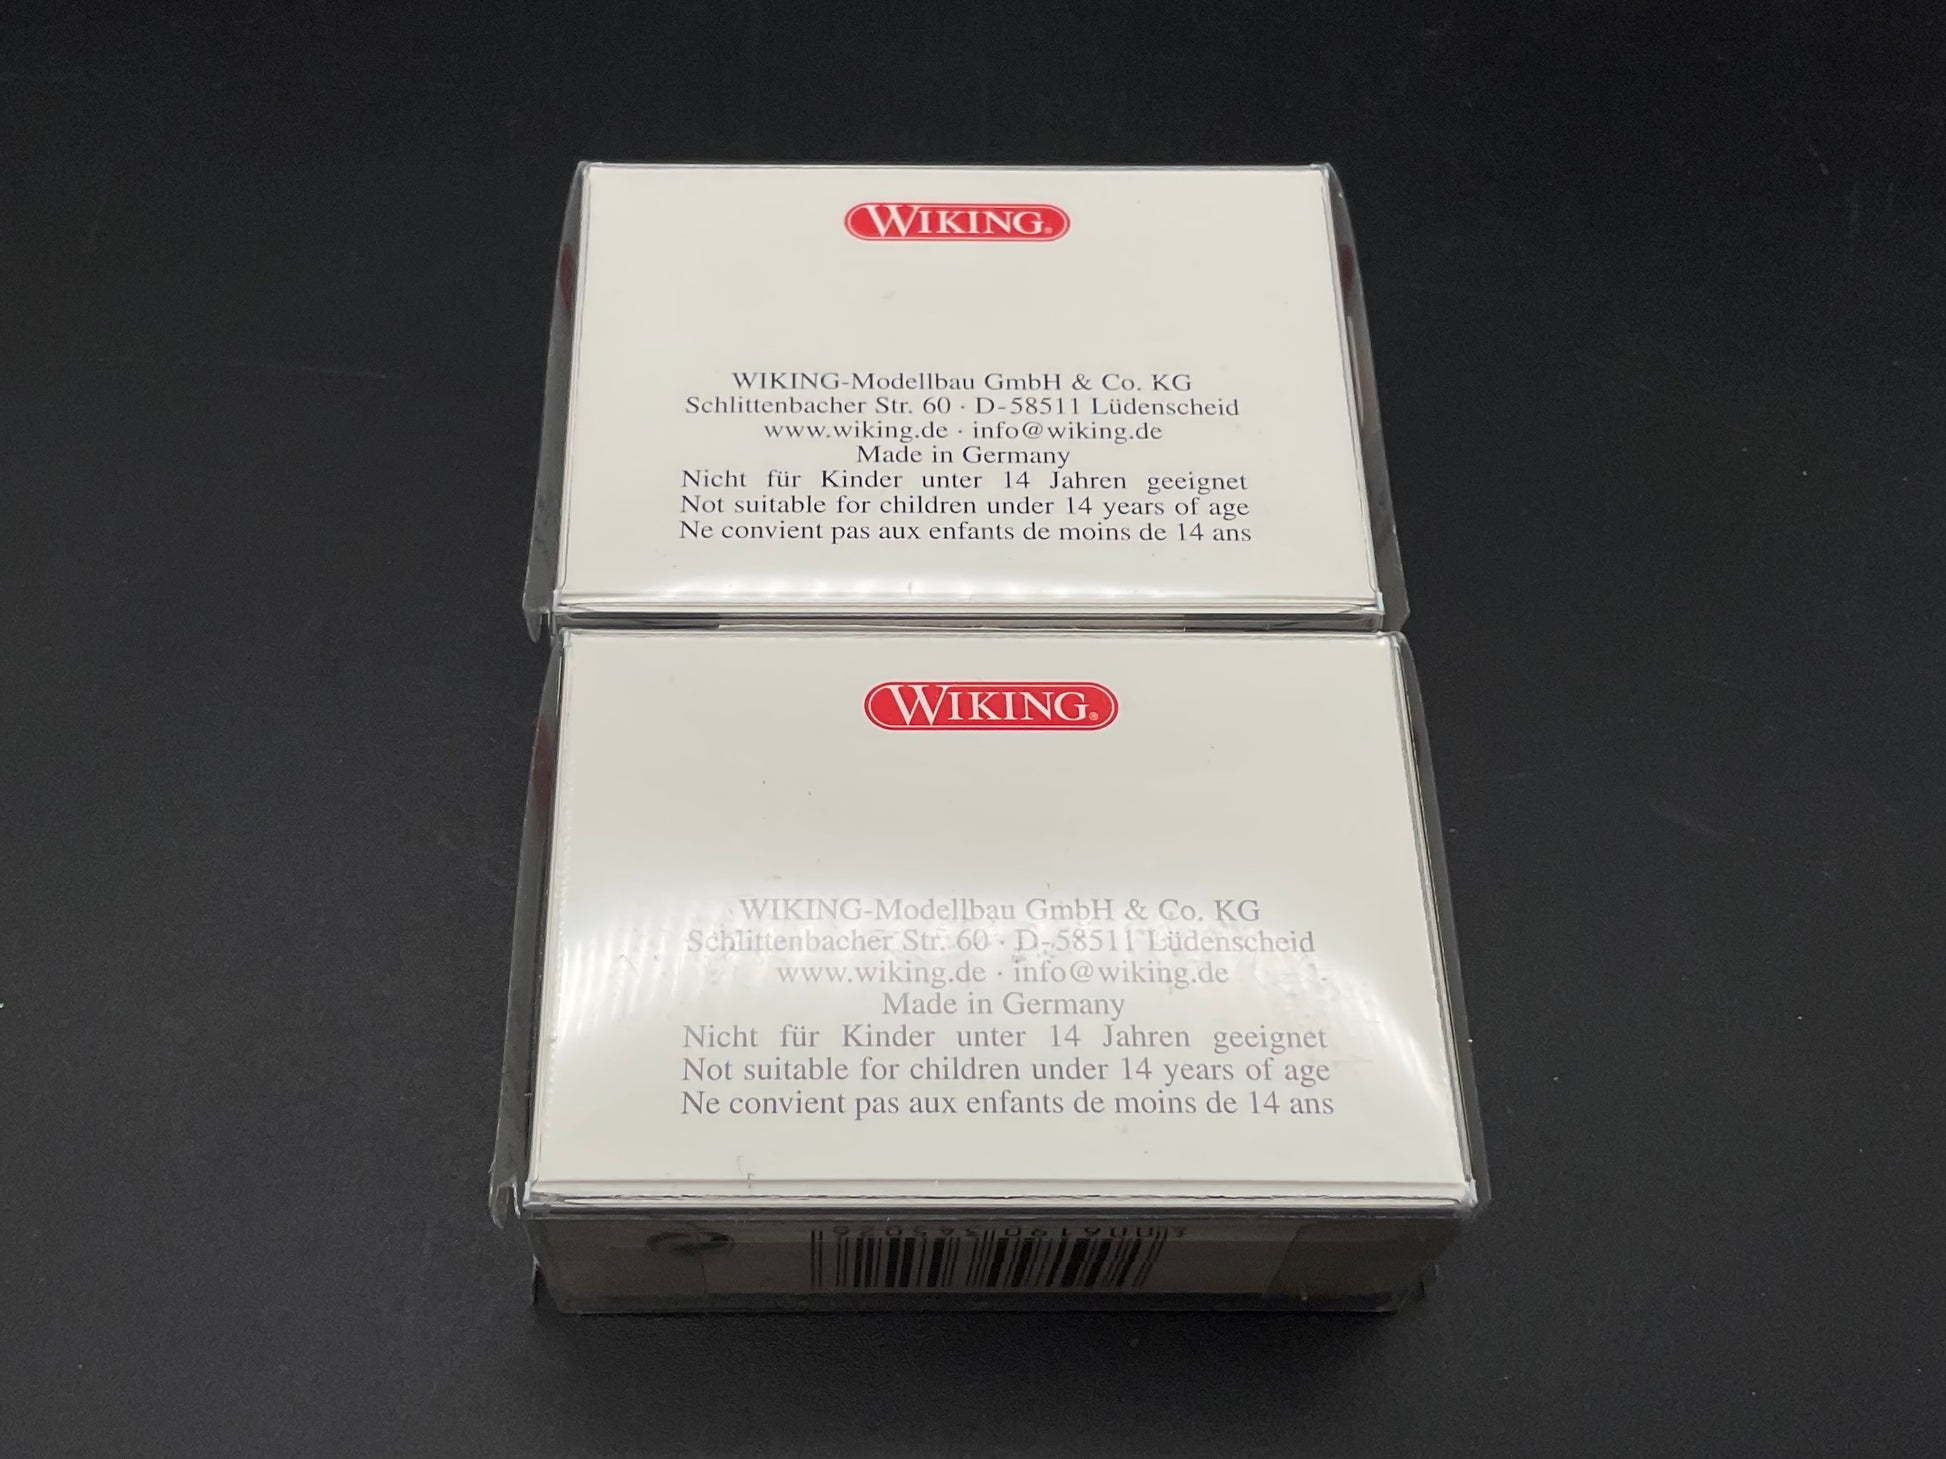 WIKING®
WIKING-Modellbau GmbH & Co. KG
Schlittenbacher Str. 60 · D-58511 Lüdenscheid
www.wiking.de · info@wiking.de
Made in Germany
Nicht für Kinder unter 14 Jahren geeignet
Not suitable for children under 14 years of age
Ne convient pas aux enfants de moins de 14 ans
WIKING®
WIKING-Modellbau GmbH & Co. KG
Schlittenbacher Str. 60 · D-58511 Lüdenscheid
www.wiking.de · info@wiking.de
Made in Germany
Nicht für Kinder unter 14 Jahren geeignet
Not suitable for children under 14 years of age
Ne convient pas aux enfants de moins de 14 ans